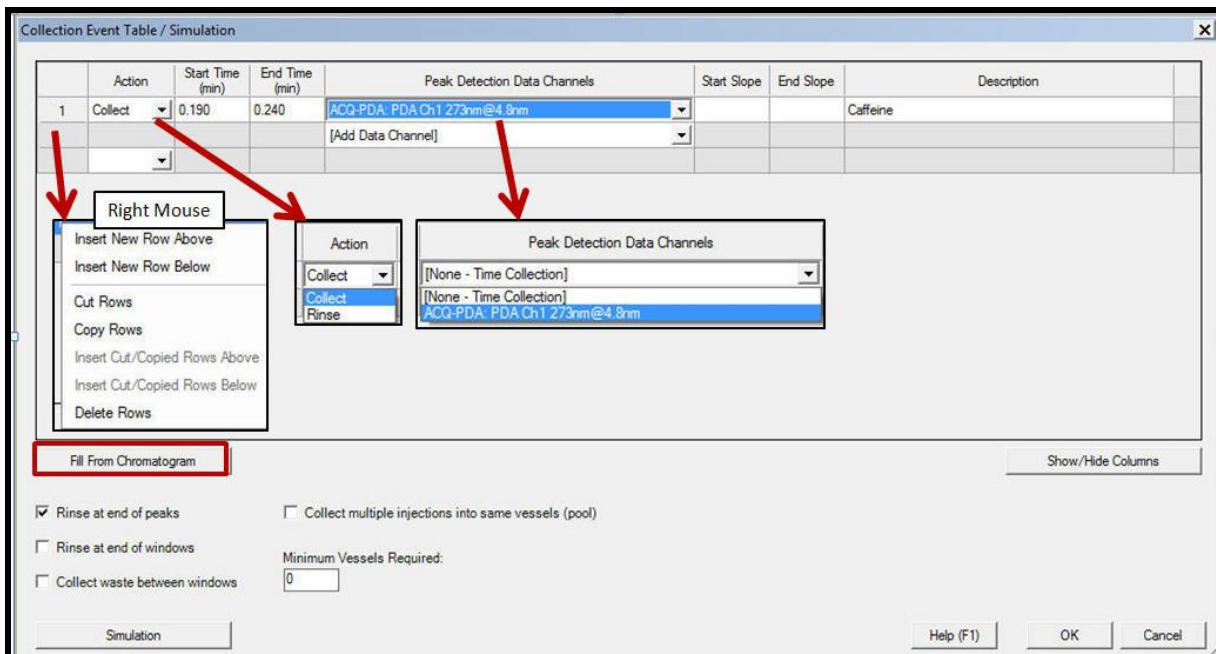 Collection Event Table / Simulation
Action Start Time (min) End Time (min) Peak Detection Data Channels Start Slope End Slope Description
1 Collect 0.190 0.240 ACQ-PDA: PDA Ch1 273nm@4.8nm Caffeine
[Add Data Channel]
Right Mouse
Insert New Row Above
Insert New Row Below
Cut Rows
Copy Rows
Insert Cut/Copied Rows Above
Insert Cut/Copied Rows Below
Delete Rows
Action
Collect
Collect
Rinse
Peak Detection Data Channels
[None - Time Collection]
[None - Time Collection]
ACQ-PDA: PDA Ch1 273nm@4.8nm
Fill From Chromatogram
Show/Hide Columns
Rinse at end of peaks
Collect multiple injections into same vessels (pool)
Rinse at end of windows
Minimum Vessels Required:
Collect waste between windows
0
Simulation
Help (F1)
OK
Cancel